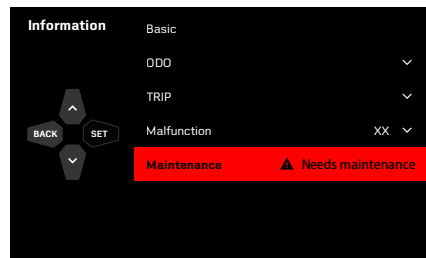 Information
Basic
ODO
TRIP
BACK SET
Malfunction XX
Maintenance Needs maintenance